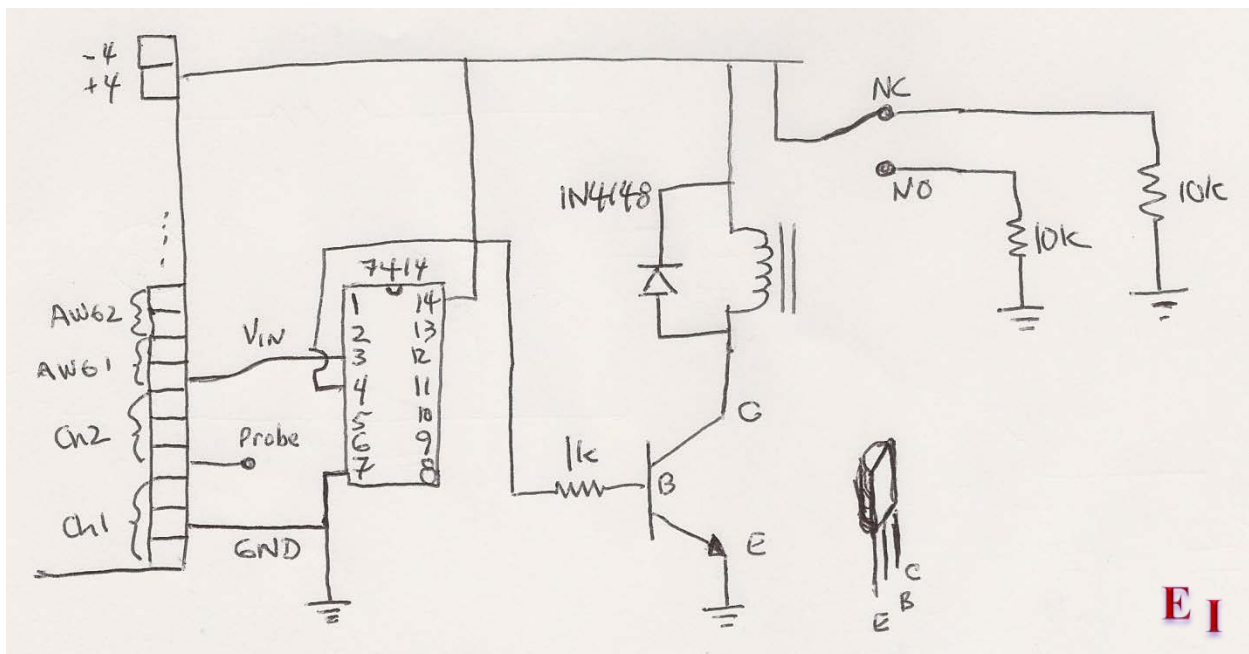 -4
+4
AWG2
AWG1
Ch2
Ch1
VIN
Probe
GND
7414
1 14
2 13
3 12
4 11
5 10
6 9
7 8
1N4148
NC
NO
10K
10K
1K
B
C
E
C
B
E
E I